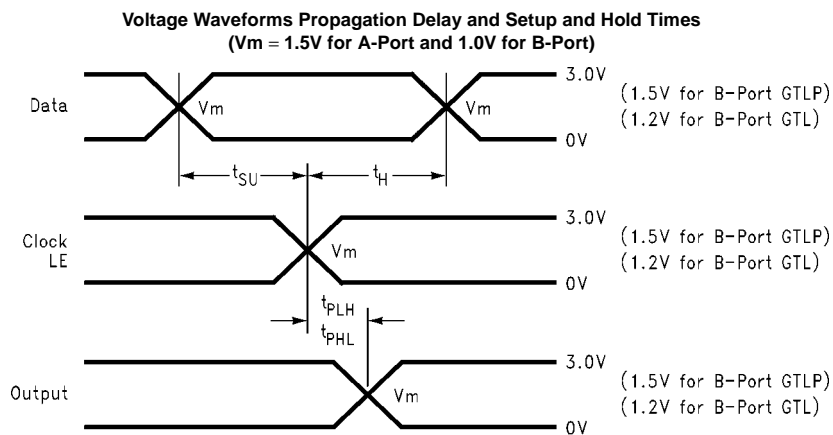 Voltage Waveforms Propagation Delay and Setup and Hold Times
(Vm = 1.5V for A-Port and 1.0V for B-Port)
3.0V
Data
Vm
Vm
(1.5V for B-Port GTLP)
(1.2V for B-Port GTL)
0V
tSU
tH
3.0V
Clock
LE
Vm
(1.5V for B-Port GTLP)
(1.2V for B-Port GTL)
0V
tPLH
tPHL
3.0V
Output
Vm
(1.5V for B-Port GTLP)
(1.2V for B-Port GTL)
0V